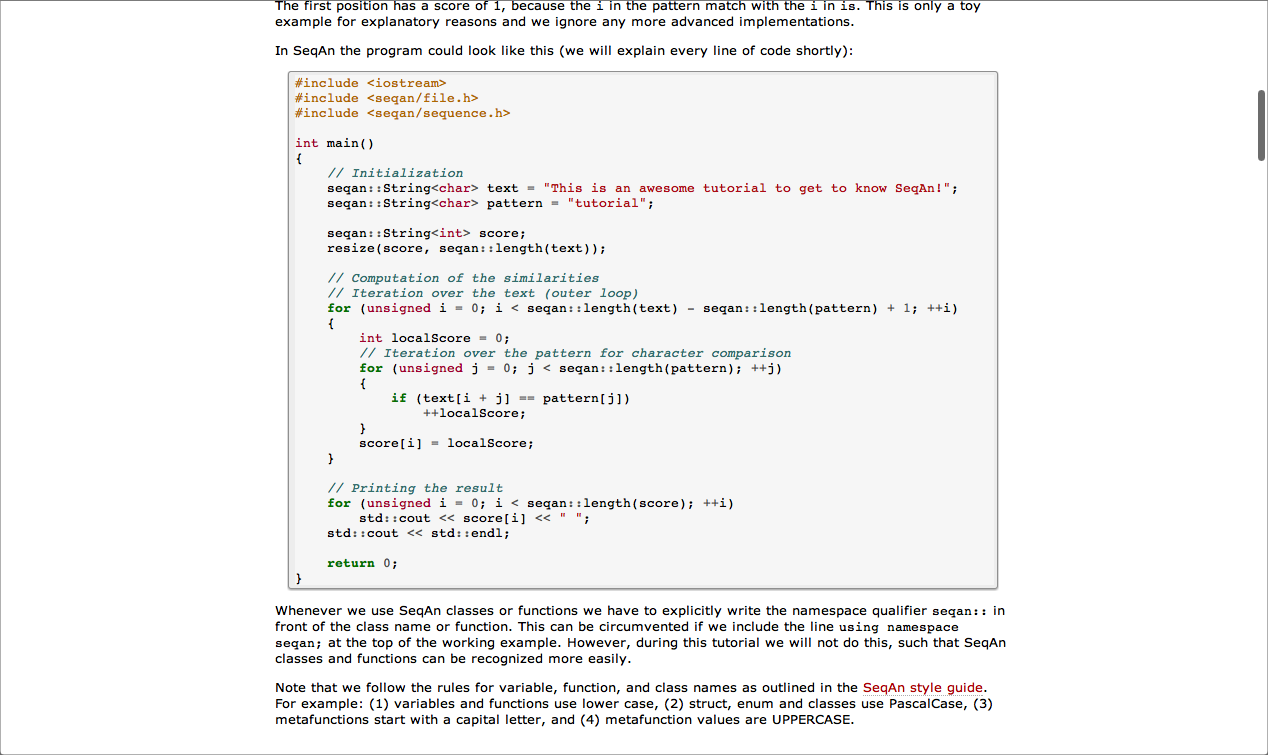 The first position has a score of 1, because the i in the pattern match with the i in is. This is only a toy
example for explanatory reasons and we ignore any more advanced implementations.
In SeqAn the program could look like this (we will explain every line of code shortly):
#include <iostream>
#include <seqan/file.h>
#include <seqan/sequence.h>
int main()
{
    // Initialization
    seqan::String<char> text = "This is an awesome tutorial to get to know SeqAn!";
    seqan::String<char> pattern = "tutorial";
    seqan::String<int> score;
    resize(score, seqan::length(text));
    // Computation of the similarities
    // Iteration over the text (outer loop)
    for (unsigned i = 0; i < seqan::length(text) - seqan::length(pattern) + 1; ++i)
    {
        int localScore = 0;
        // Iteration over the pattern for character comparison
        for (unsigned j = 0; j < seqan::length(pattern); ++j)
        {
            if (text[i + j] == pattern[j])
                ++localScore;
        }
        score[i] = localScore;
    }
    // Printing the result
    for (unsigned i = 0; i < seqan::length(score); ++i)
        std::cout << score[i] << " ";
    std::cout << std::endl;
    return 0;
}
Whenever we use SeqAn classes or functions we have to explicitly write the namespace qualifier seqan:: in
front of the class name or function. This can be circumvented if we include the line using namespace
seqan; at the top of the working example. However, during this tutorial we will not do this, such that SeqAn
classes and functions can be recognized more easily.
Note that we follow the rules for variable, function, and class names as outlined in the SeqAn style guide.
For example: (1) variables and functions use lower case, (2) struct, enum and classes use PascalCase, (3)
metafunctions start with a capital letter, and (4) metafunction values are UPPERCASE.